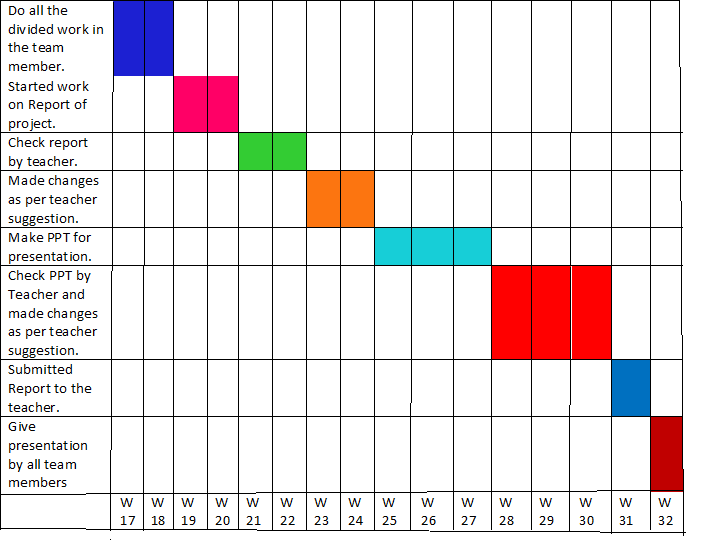 Do all the
divided work in
the team
member.
Started work
on Report of
project.
Check report
by teacher.
Made changes
as per teacher
suggestion.
Make PPT for
presentation.
Check PPT by
Teacher and
made changes
as per teacher
suggestion.
Submitted
Report to the
teacher.
Give
presentation
by all team
members
W W W W W W W W W W W W W W W W
17 18 19 20 21 22 23 24 25 26 27 28 29 30 31 32